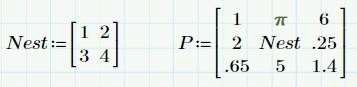 Nest:=[1 2
3 4]
P:=[1 π 6
2 Nest .25
.65 5 1.4]